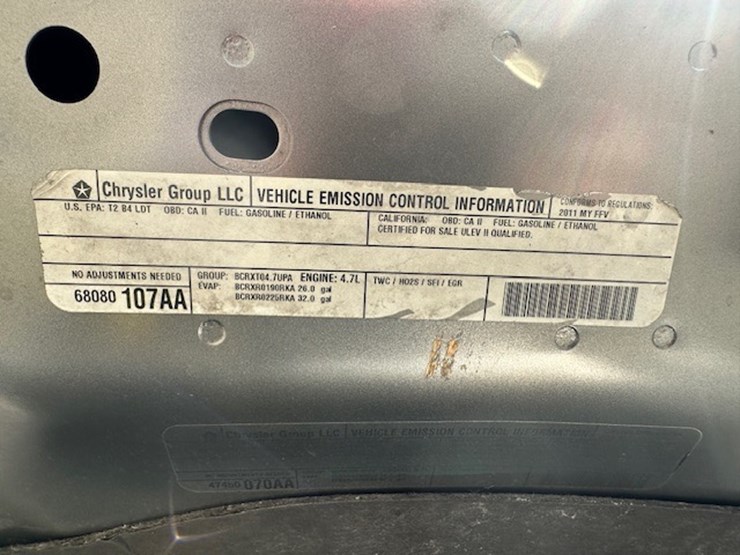 Chrysler Group LLC VEHICLE EMISSION CONTROL INFORMATION CONFORMS TO REGULATIONS:
2011 MY FFV
U.S. EPA: T2 B4 LDT OBD: CA II FUEL: GASOLINE / ETHANOL
CALIFORNIA: OBD: CA II FUEL: GASOLINE / ETHANOL
CERTIFIED FOR SALE ULEV II QUALIFIED.
NO ADJUSTMENTS NEEDED
68080 107AA
GROUP: BCRXT04.7UPA ENGINE: 4.7L
EVAP: BCRXR0190RKA 26.0 gal
BCRXR0225RKA 32.0 gal
TWC / HO2S / SFI / EGR
Chrysler Group LLC VEHICLE EMISSION CONTROL
070AA